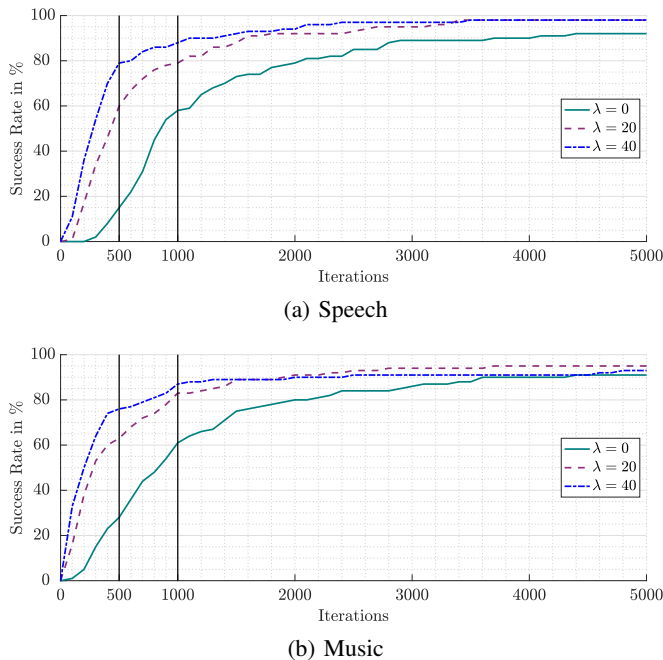 100
80
60
40
20
0
Success Rate in %
λ = 0
λ = 20
λ = 40
0 500 1000 2000 3000 4000 5000
Iterations
(a) Speech
100
80
60
40
20
0
Success Rate in %
λ = 0
λ = 20
λ = 40
0 500 1000 2000 3000 4000 5000
Iterations
(b) Music